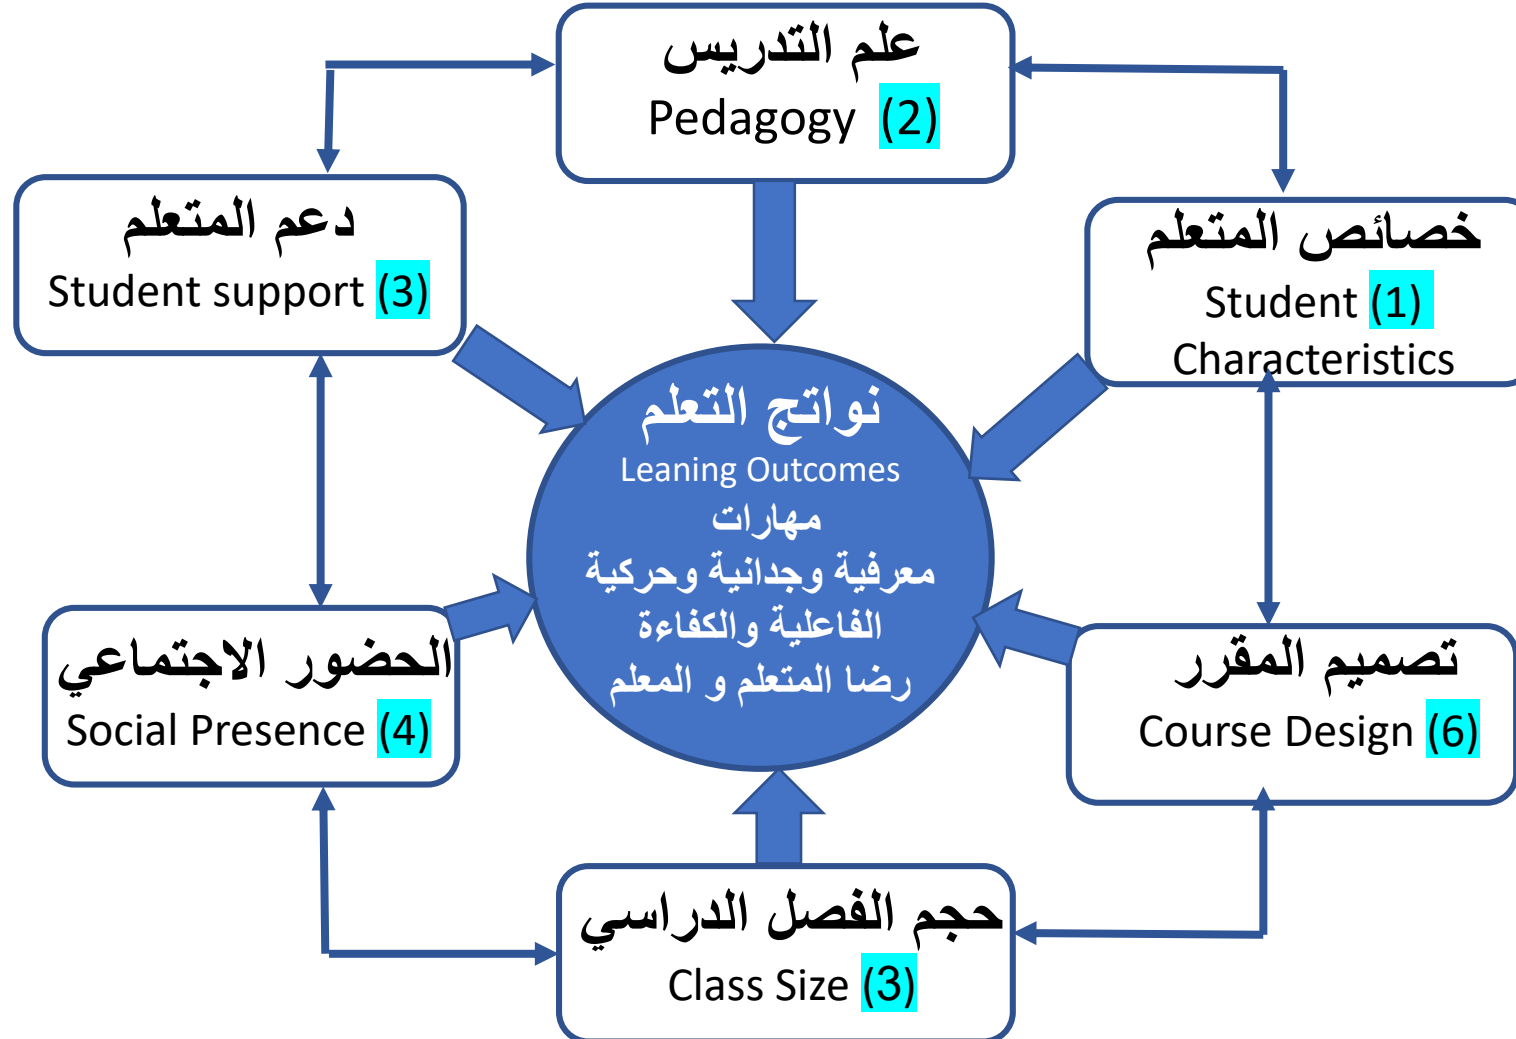 علم التدريس
Pedagogy (2)
خصائص المتعلم
Student (1)
Characteristics
دعم المتعلم
Student support (3)
نواتج التعلم
Leaning Outcomes
مهارات
معرفية وجدانية وحركية
الفاعلية والكفاءة
رضا المتعلم و المعلم
الحضور الاجتماعي
Social Presence (4)
تصميم المقرر
Course Design (6)
حجم الفصل الدراسي
Class Size (3)